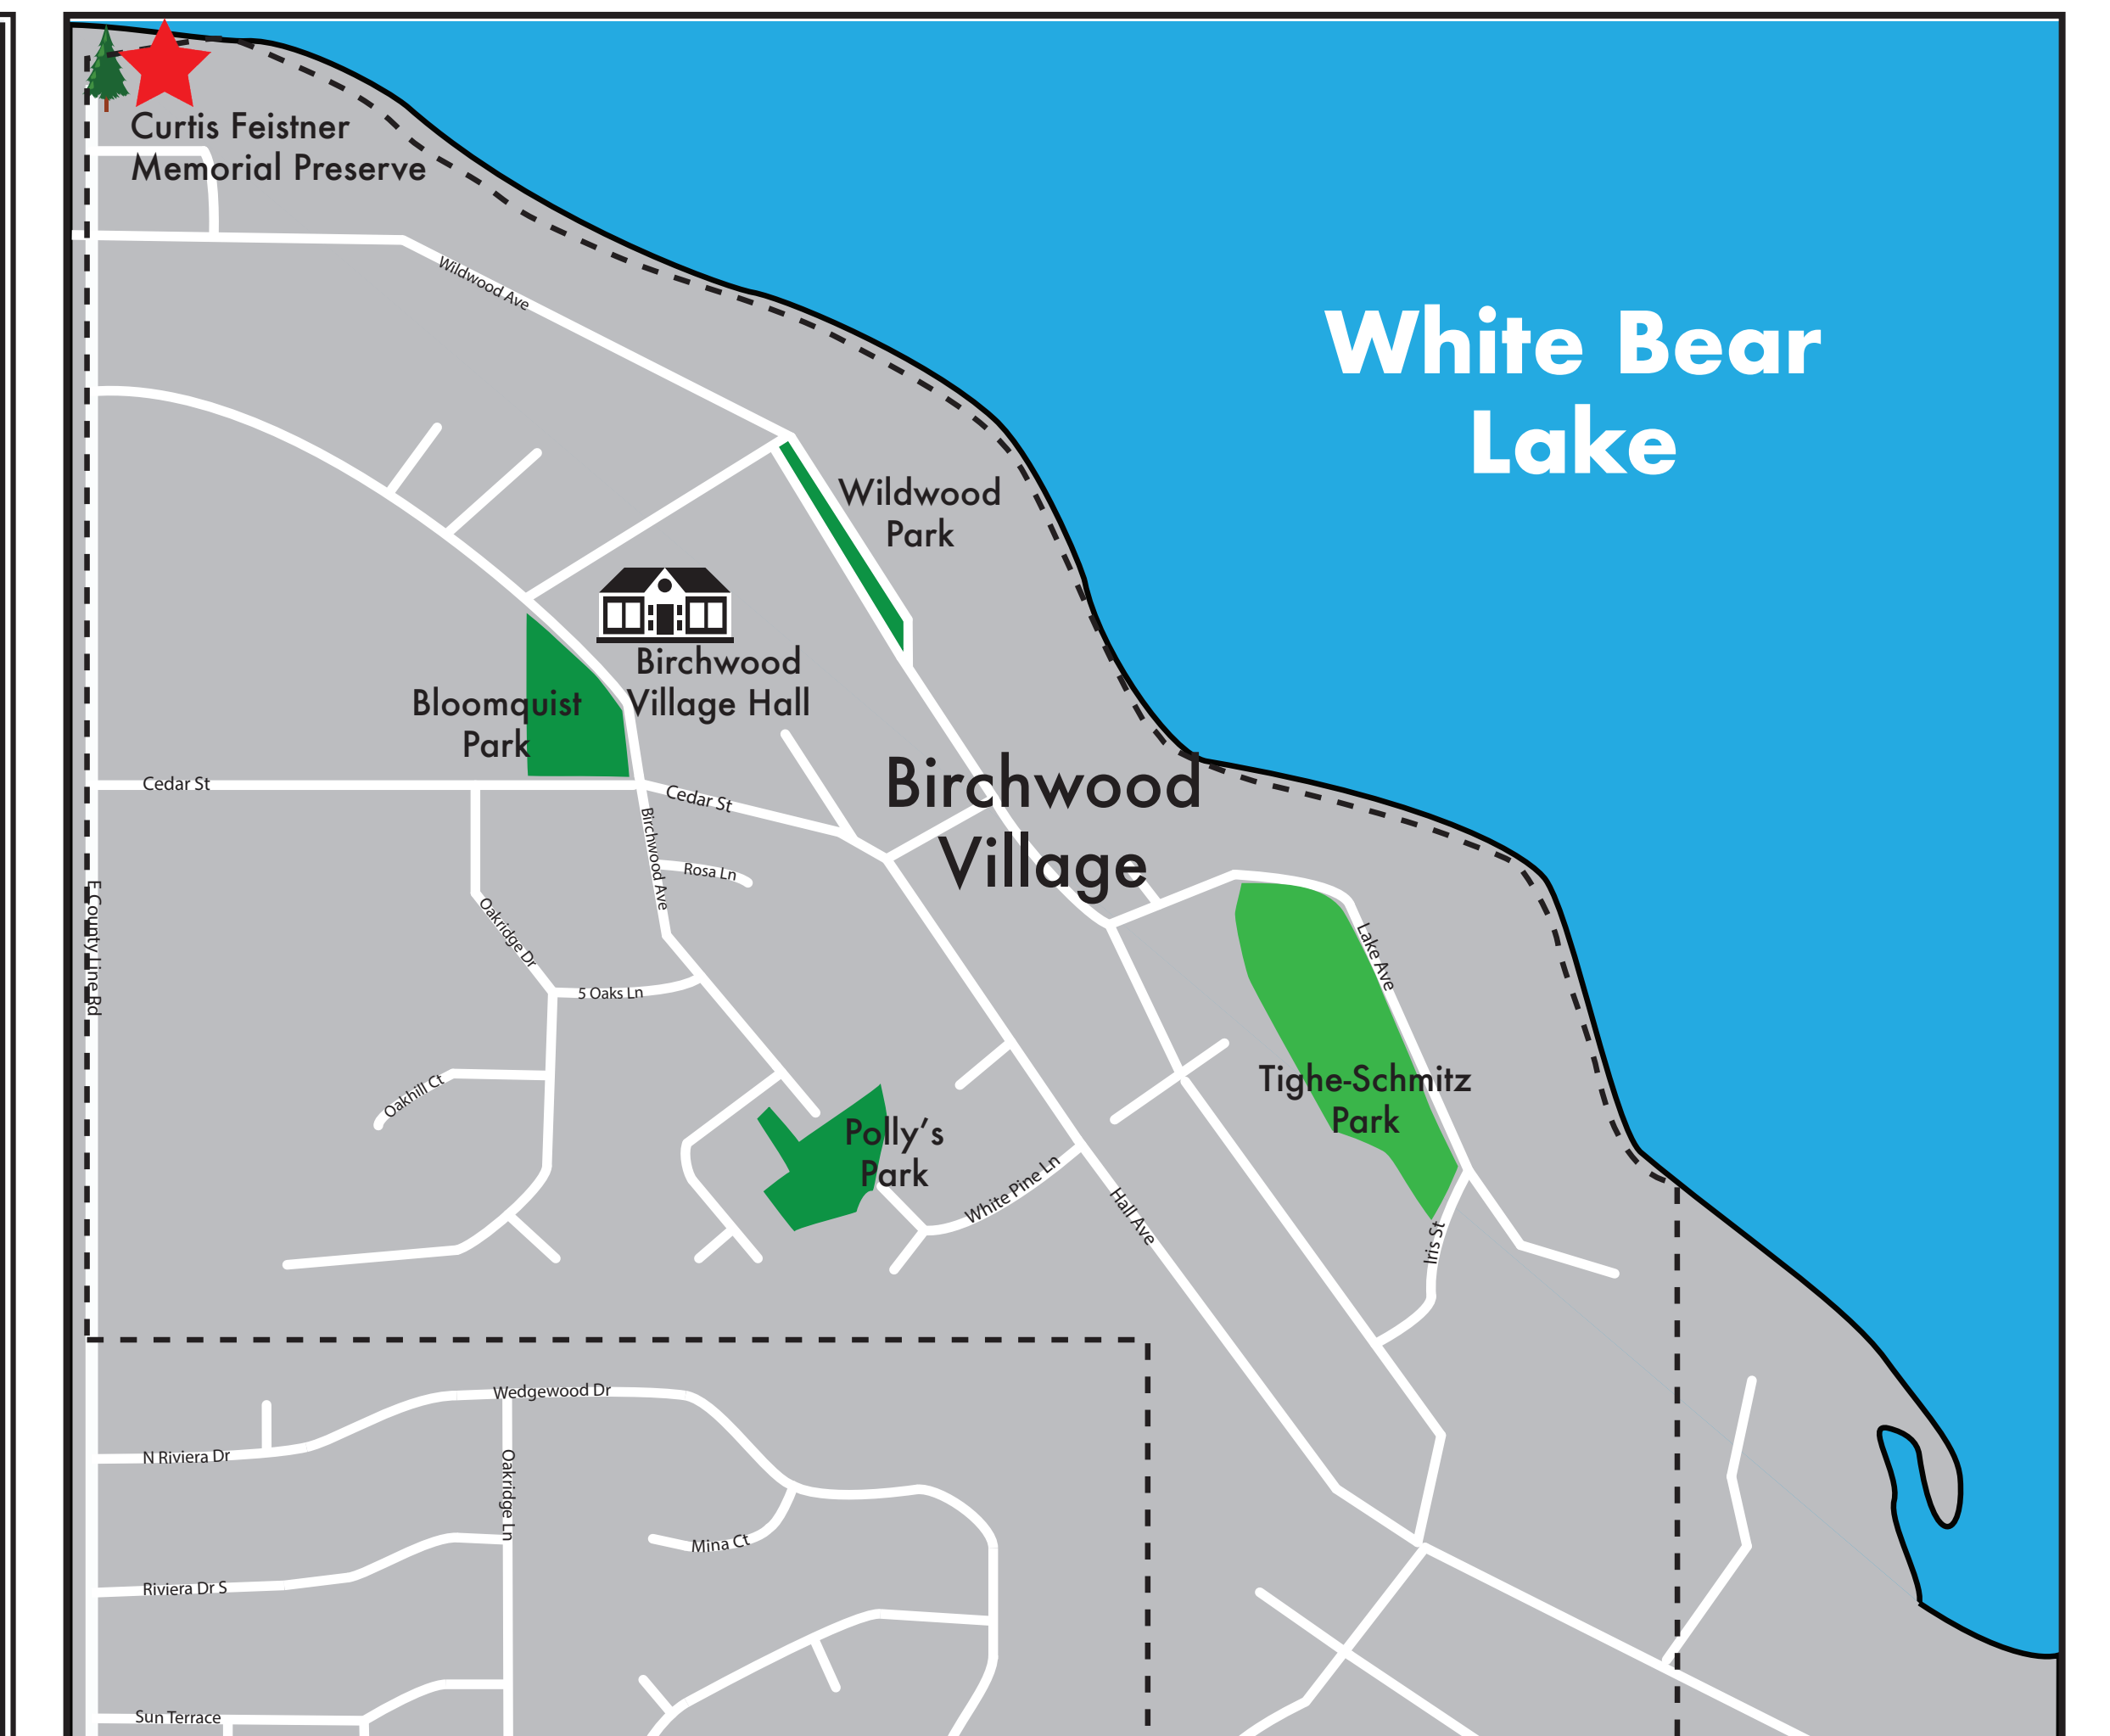 Curtis Feistner
Memorial Preserve
Wildwood Ave
White Bear
Lake
Wildwood
Park
Birchwood
Village Hall
Bloomquist
Park
Cedar St
Cedar St
Birchwood
Village
Birchwood Ave
Rosa Ln
E County Line Rd
Oakridge Dr
5 Oaks Ln
Lake Ave
Oakhill Ct
Tighe-Schmitz
Park
Polly's
Park
White Pine Ln
Hall Ave
Iris St
Wedgewood Dr
N Riviera Dr
Oakridge Ln
Mina Ct
Riviera Dr S
Sun Terrace